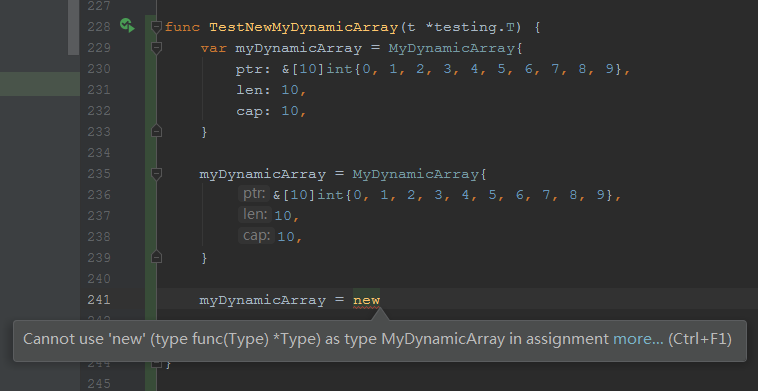 227
228 func TestNewMyDynamicArray(t *testing.T) {
229 var myDynamicArray = MyDynamicArray{
230 ptr: &[10]int{0, 1, 2, 3, 4, 5, 6, 7, 8, 9},
231 len: 10,
232 cap: 10,
233 }
234
235 myDynamicArray = MyDynamicArray{
236 ptr: &[10]int{0, 1, 2, 3, 4, 5, 6, 7, 8, 9},
237 len: 10,
238 cap: 10,
239 }
240
241 myDynamicArray = new
Cannot use 'new' (type func(Type) *Type) as type MyDynamicArray in assignment more... (Ctrl+F1)
}
245